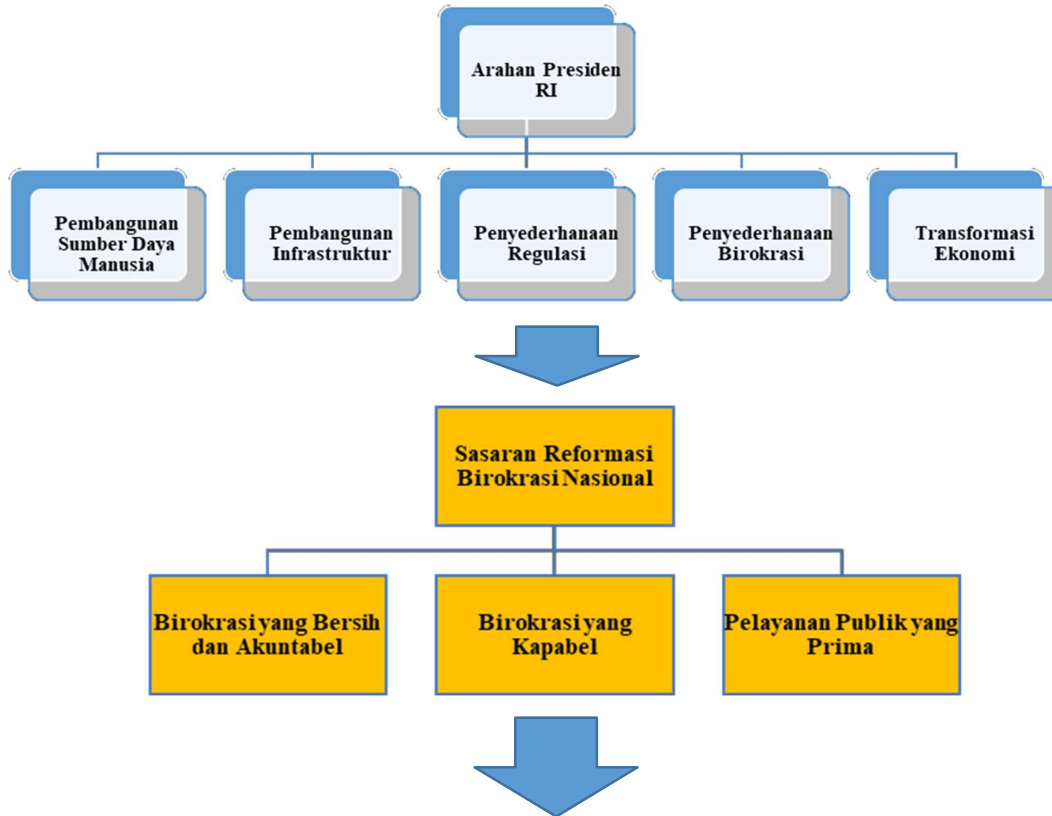 Arahan Presiden
RI
Pembangunan
Sumber Daya
Manusia
Pembangunan
Infrastruktur
Penyederhanaan
Regulasi
Penyederhanaan
Birokrasi
Transformasi
Ekonomi
Sasaran Reformasi
Birokrasi Nasional
Birokrasi yang Bersih
dan Akuntabel
Birokrasi yang
Kapabel
Pelayanan Publik yang
Prima